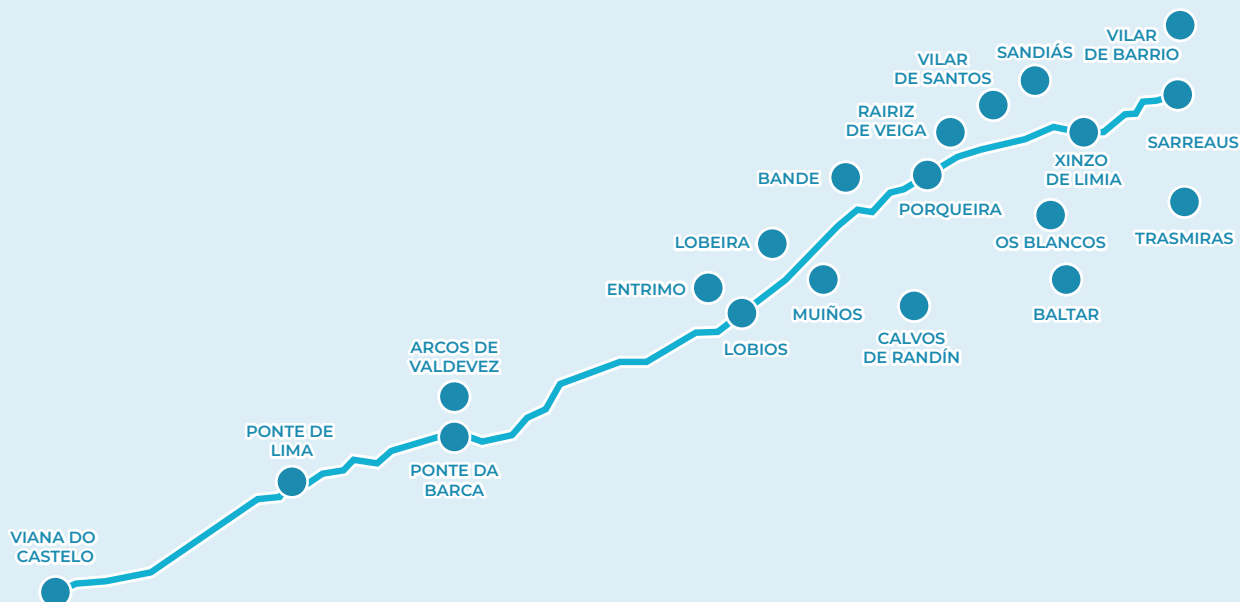 VILAR
DE BARRIO
SANDIÁS
VILAR
DE SANTOS
RAIRIZ
DE VEIGA
SARREAUS
XINZO
DE LIMIA
BANDE
PORQUEIRA
TRASMIRAS
OS BLANCOS
LOBEIRA
ENTRIMO
MUIÑOS
BALTAR
CALVOS
DE RANDÍN
LOBIOS
ARCOS DE
VALDEVEZ
PONTE DE
LIMA
PONTE DA
BARCA
VIANA DO
CASTELO